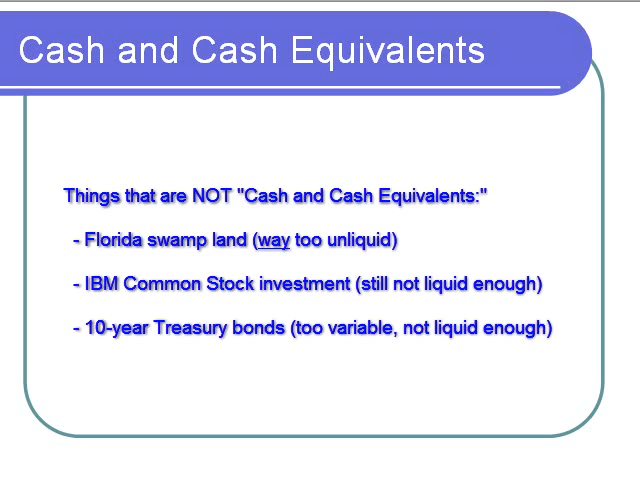 Cash and Cash Equivalents
Things that are NOT "Cash and Cash Equivalents:"
- Florida swamp land (way too unliquid)
- IBM Common Stock investment (still not liquid enough)
- 10-year Treasury bonds (too variable, not liquid enough)